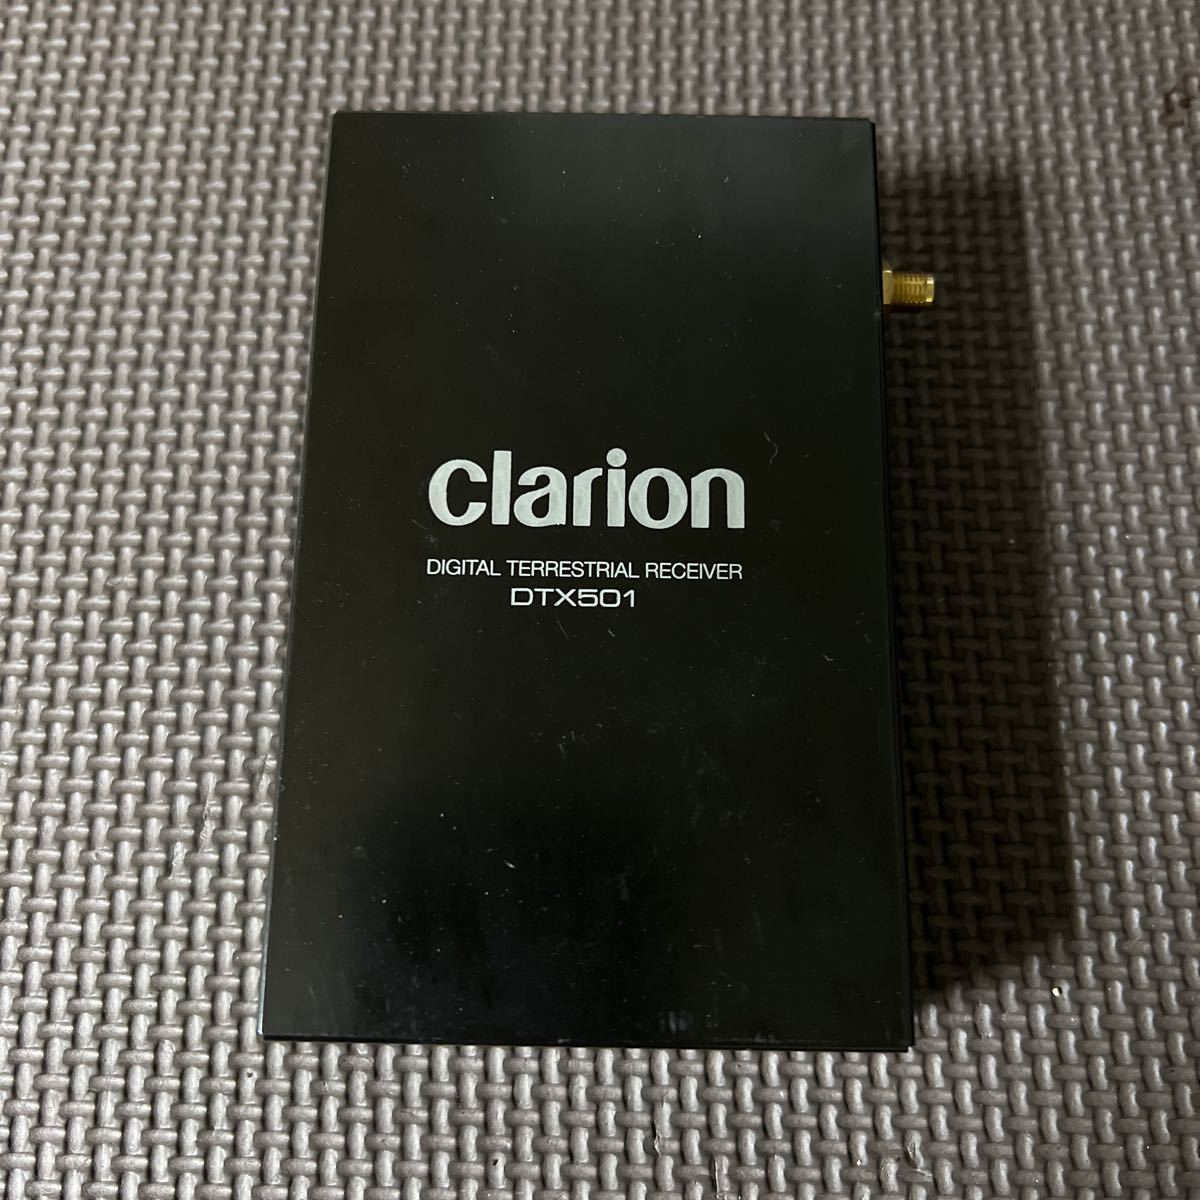 clarion
DIGITAL TERRESTRIAL RECEIVER
DTX501